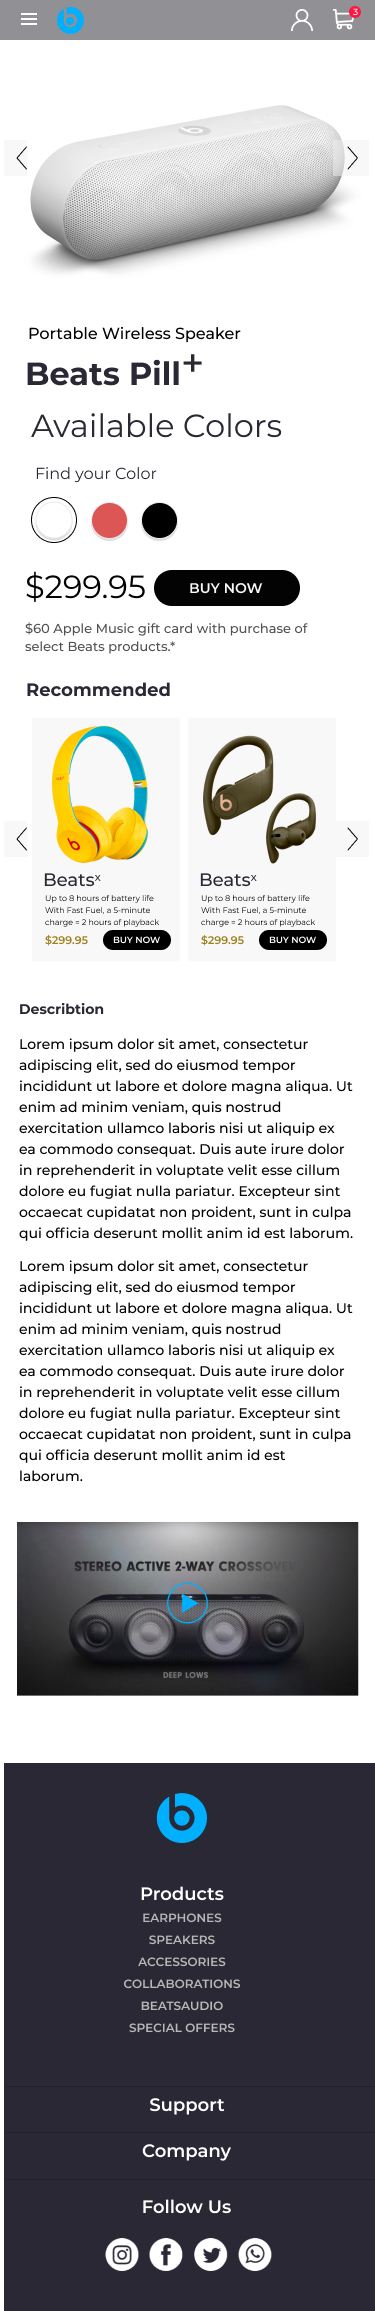 3
Portable Wireless Speaker
Beats Pill+
Available Colors
Find your Color
$299.95 BUY NOW
$60 Apple Music gift card with purchase of
select Beats products.*
Recommended
Beatsx
Up to 8 hours of battery life
With Fast Fuel, a 5-minute
charge = 2 hours of playback
$299.95 BUY NOW
Beatsx
Up to 8 hours of battery life
With Fast Fuel, a 5-minute
charge = 2 hours of playback
$299.95 BUY NOW
Describtion
Lorem ipsum dolor sit amet, consectetur
adipiscing elit, sed do eiusmod tempor
incididunt ut labore et dolore magna aliqua. Ut
enim ad minim veniam, quis nostrud
exercitation ullamco laboris nisi ut aliquip ex
ea commodo consequat. Duis aute irure dolor
in reprehenderit in voluptate velit esse cillum
dolore eu fugiat nulla pariatur. Excepteur sint
occaecat cupidatat non proident, sunt in culpa
qui officia deserunt mollit anim id est laborum.
Lorem ipsum dolor sit amet, consectetur
adipiscing elit, sed do eiusmod tempor
incididunt ut labore et dolore magna aliqua. Ut
enim ad minim veniam, quis nostrud
exercitation ullamco laboris nisi ut aliquip ex
ea commodo consequat. Duis aute irure dolor
in reprehenderit in voluptate velit esse cillum
dolore eu fugiat nulla pariatur. Excepteur sint
occaecat cupidatat non proident, sunt in culpa
qui officia deserunt mollit anim id est
laborum.
STEREO ACTIVE 2-WAY CROSSOVER
DEEP LOWS
Products
EARPHONES
SPEAKERS
ACCESSORIES
COLLABORATIONS
BEATSAUDIO
SPECIAL OFFERS
Support
Company
Follow Us